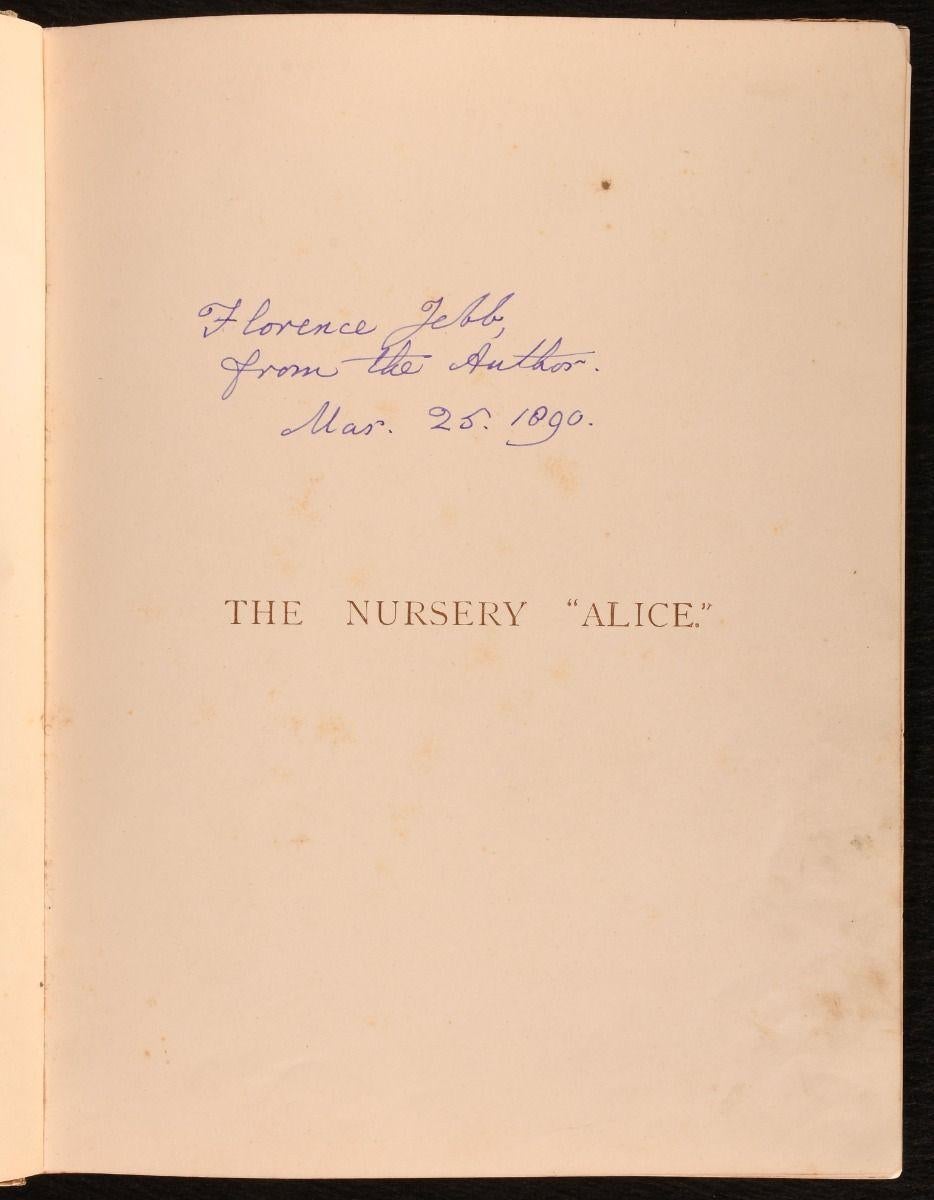 Florence Jebb,
from the Author.
Mar. 25. 1890.
THE NURSERY "ALICE."